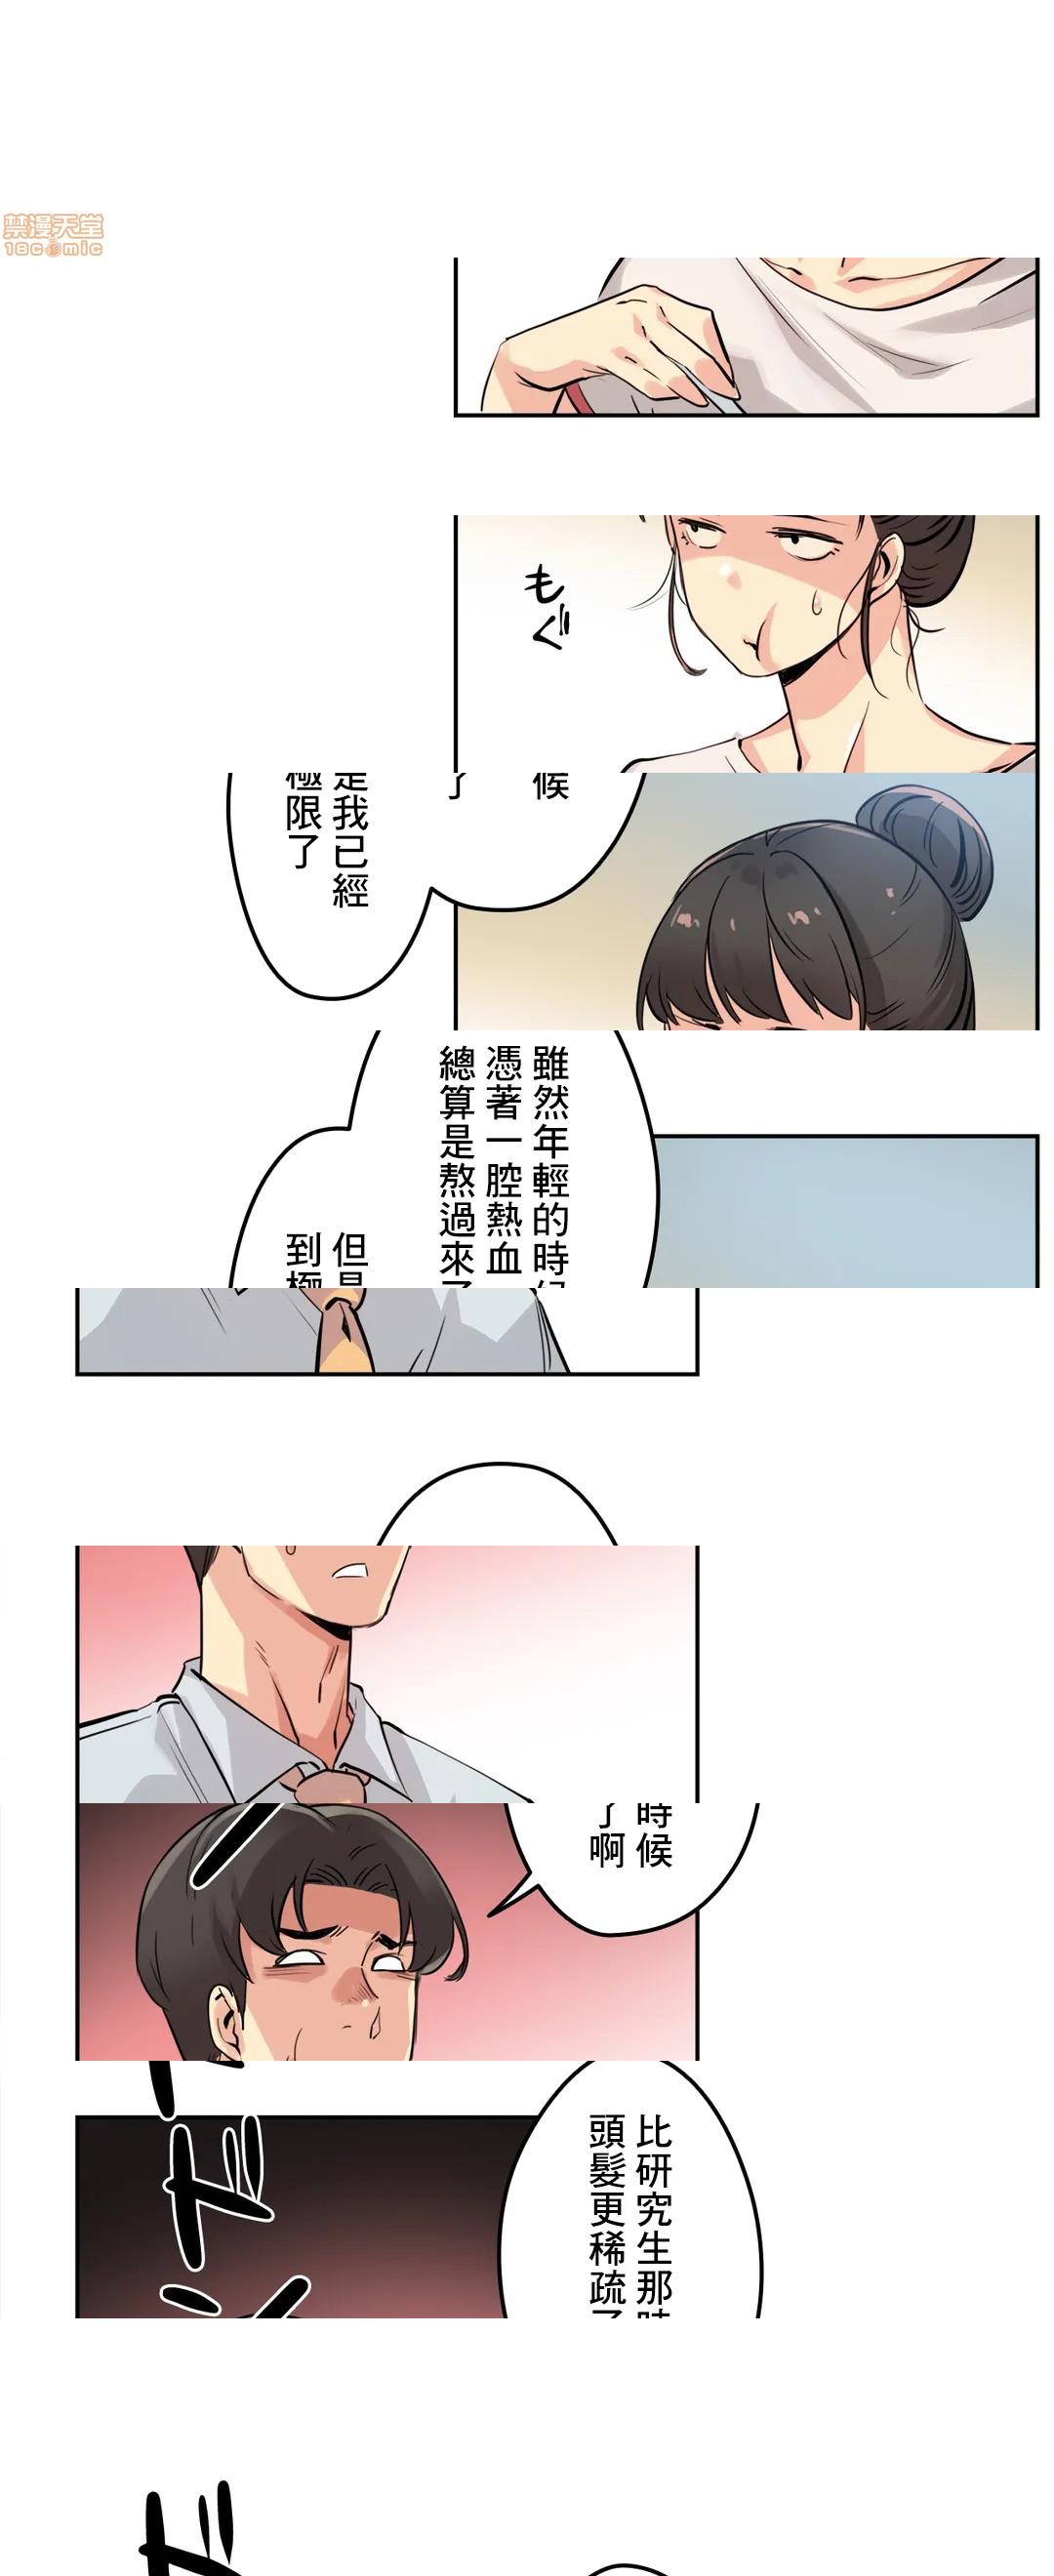 禁漫天堂
18comic
もぐ
候
了
是我已經
極限了
雖然年輕的時候
憑著一腔熱血
總算是熬過來了
但是
到極
時候
了啊
比研究生那時
頭髮更稀疏了
ドドン
ド